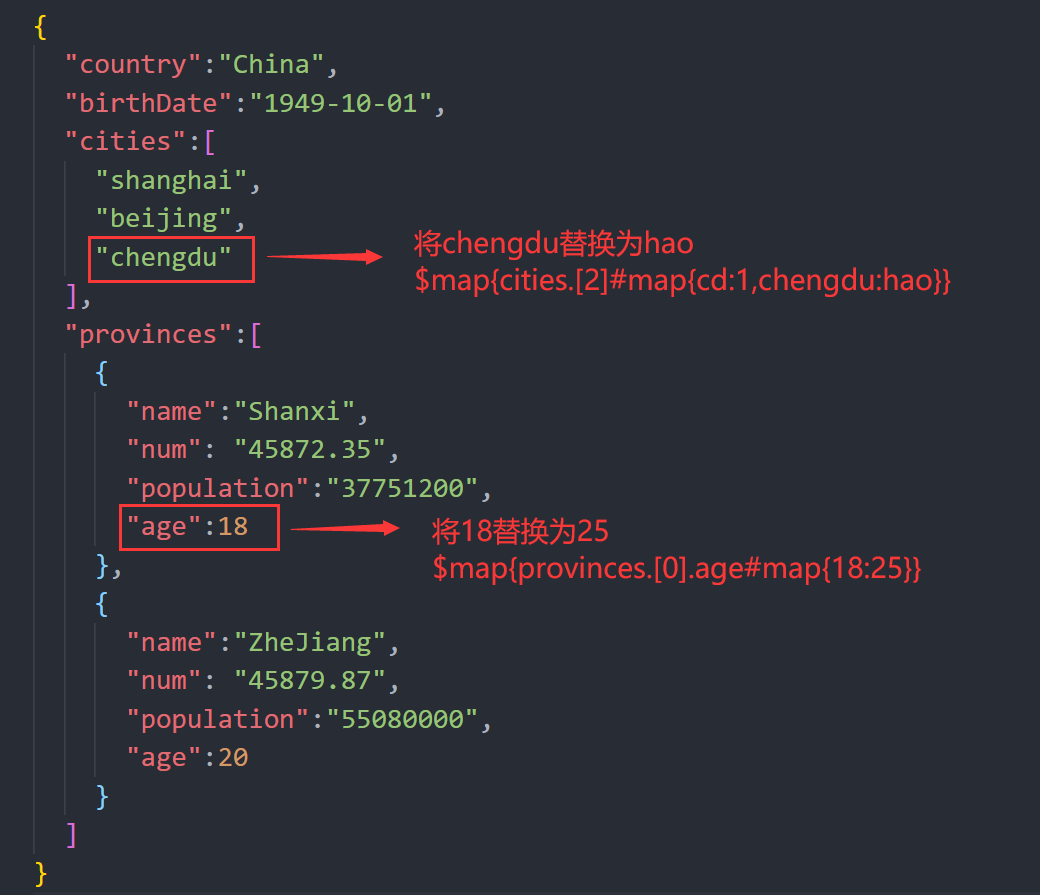 {
"country":"China",
"birthDate":"1949-10-01",
"cities":[
"shanghai",
"beijing",
"chengdu"
将chengdu替换为hao
$map{cities.[2]#map{cd:1,chengdu:hao}}
],
"provinces":[
{
"name":"Shanxi",
"num": "45872.35",
"population":"37751200",
"age":18
将18替换为25
$map{provinces.[0].age#map{18:25}}
},
{
"name":"ZheJiang",
"num": "45879.87",
"population":"55080000",
"age":20
}
]
}